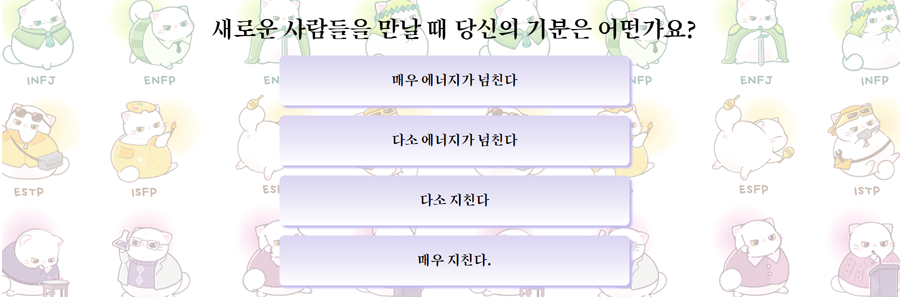 새로운 사람들을 만날 때 당신의 기분은 어떤가요?
INFJ ENFP ENFJ INFP
매우 에너지가 넘친다
다소 에너지가 넘친다
ESTP ISFP ESFP ISTP
다소 지친다
매우 지친다.